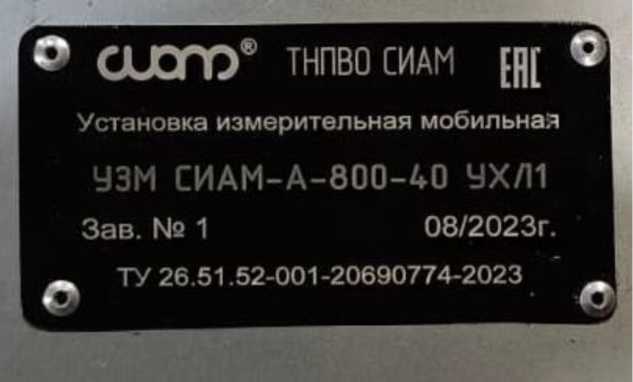 сиам® ТНПВО СИАМ ЕАС
Установка измерительная мобильная
УЗМ СИАМ-А-800-40 УХЛ1
Зав. № 1 08/2023г.
ТУ 26.51.52-001-20690774-2023